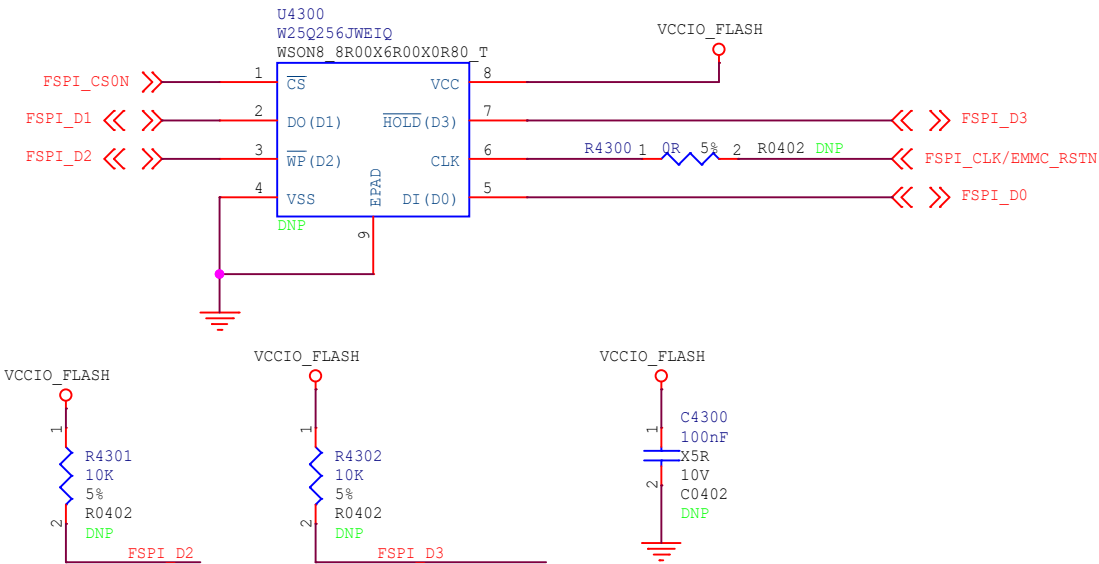 U4300
W25Q256JWEIQ
WSON8_8R00X6R00X0R80_T
VCCIO_FLASH
FSPI_CS0N 1 CS VCC 8
FSPI_D1 2 DO(D1) HOLD(D3) 7 FSPI_D3
FSPI_D2 3 WP(D2) CLK 6 R4300 1 0R 5% 2 R0402 DNP FSPI_CLK/EMMC_RSTN
4 VSS EPAD DI(D0) 5 FSPI_D0
DNP
9
VCCIO_FLASH
1
R4301
10K
5%
R0402
2
DNP
FSPI_D2
VCCIO_FLASH
1
R4302
10K
5%
R0402
2
DNP
FSPI_D3
VCCIO_FLASH
C4300
1
100nF
X5R
10V
2
C0402
DNP